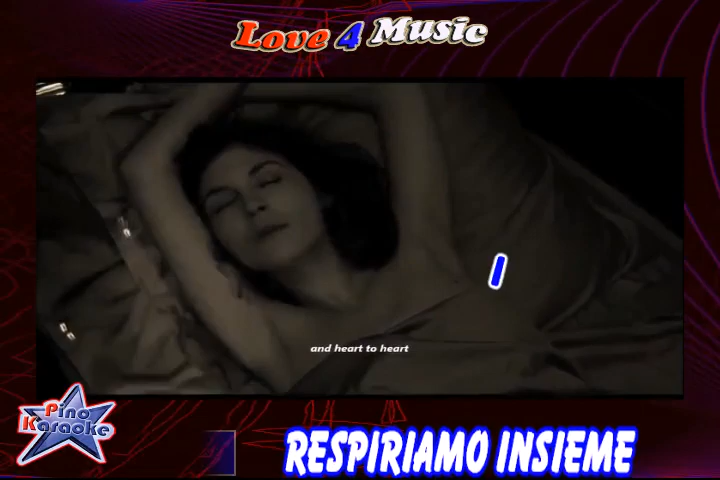 Love 4 Music
I
and heart to heart
Pino
Karaoke
RESPIRIAMO INSIEME